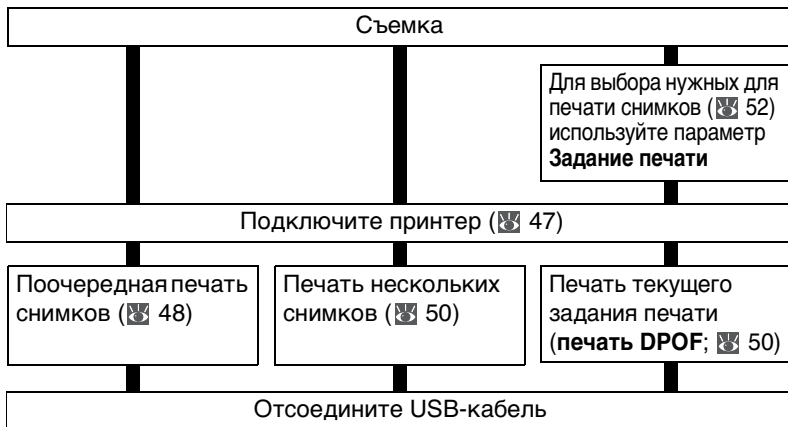 Съемка
Для выбора нужных для
печати снимков ( 52)
используйте параметр
Задание печати
Подключите принтер ( 47)
Поочередная печать
снимков ( 48)
Печать нескольких
снимков ( 50)
Печать текущего
задания печати
(печать DPOF; 50)
Отсоедините USB-кабель